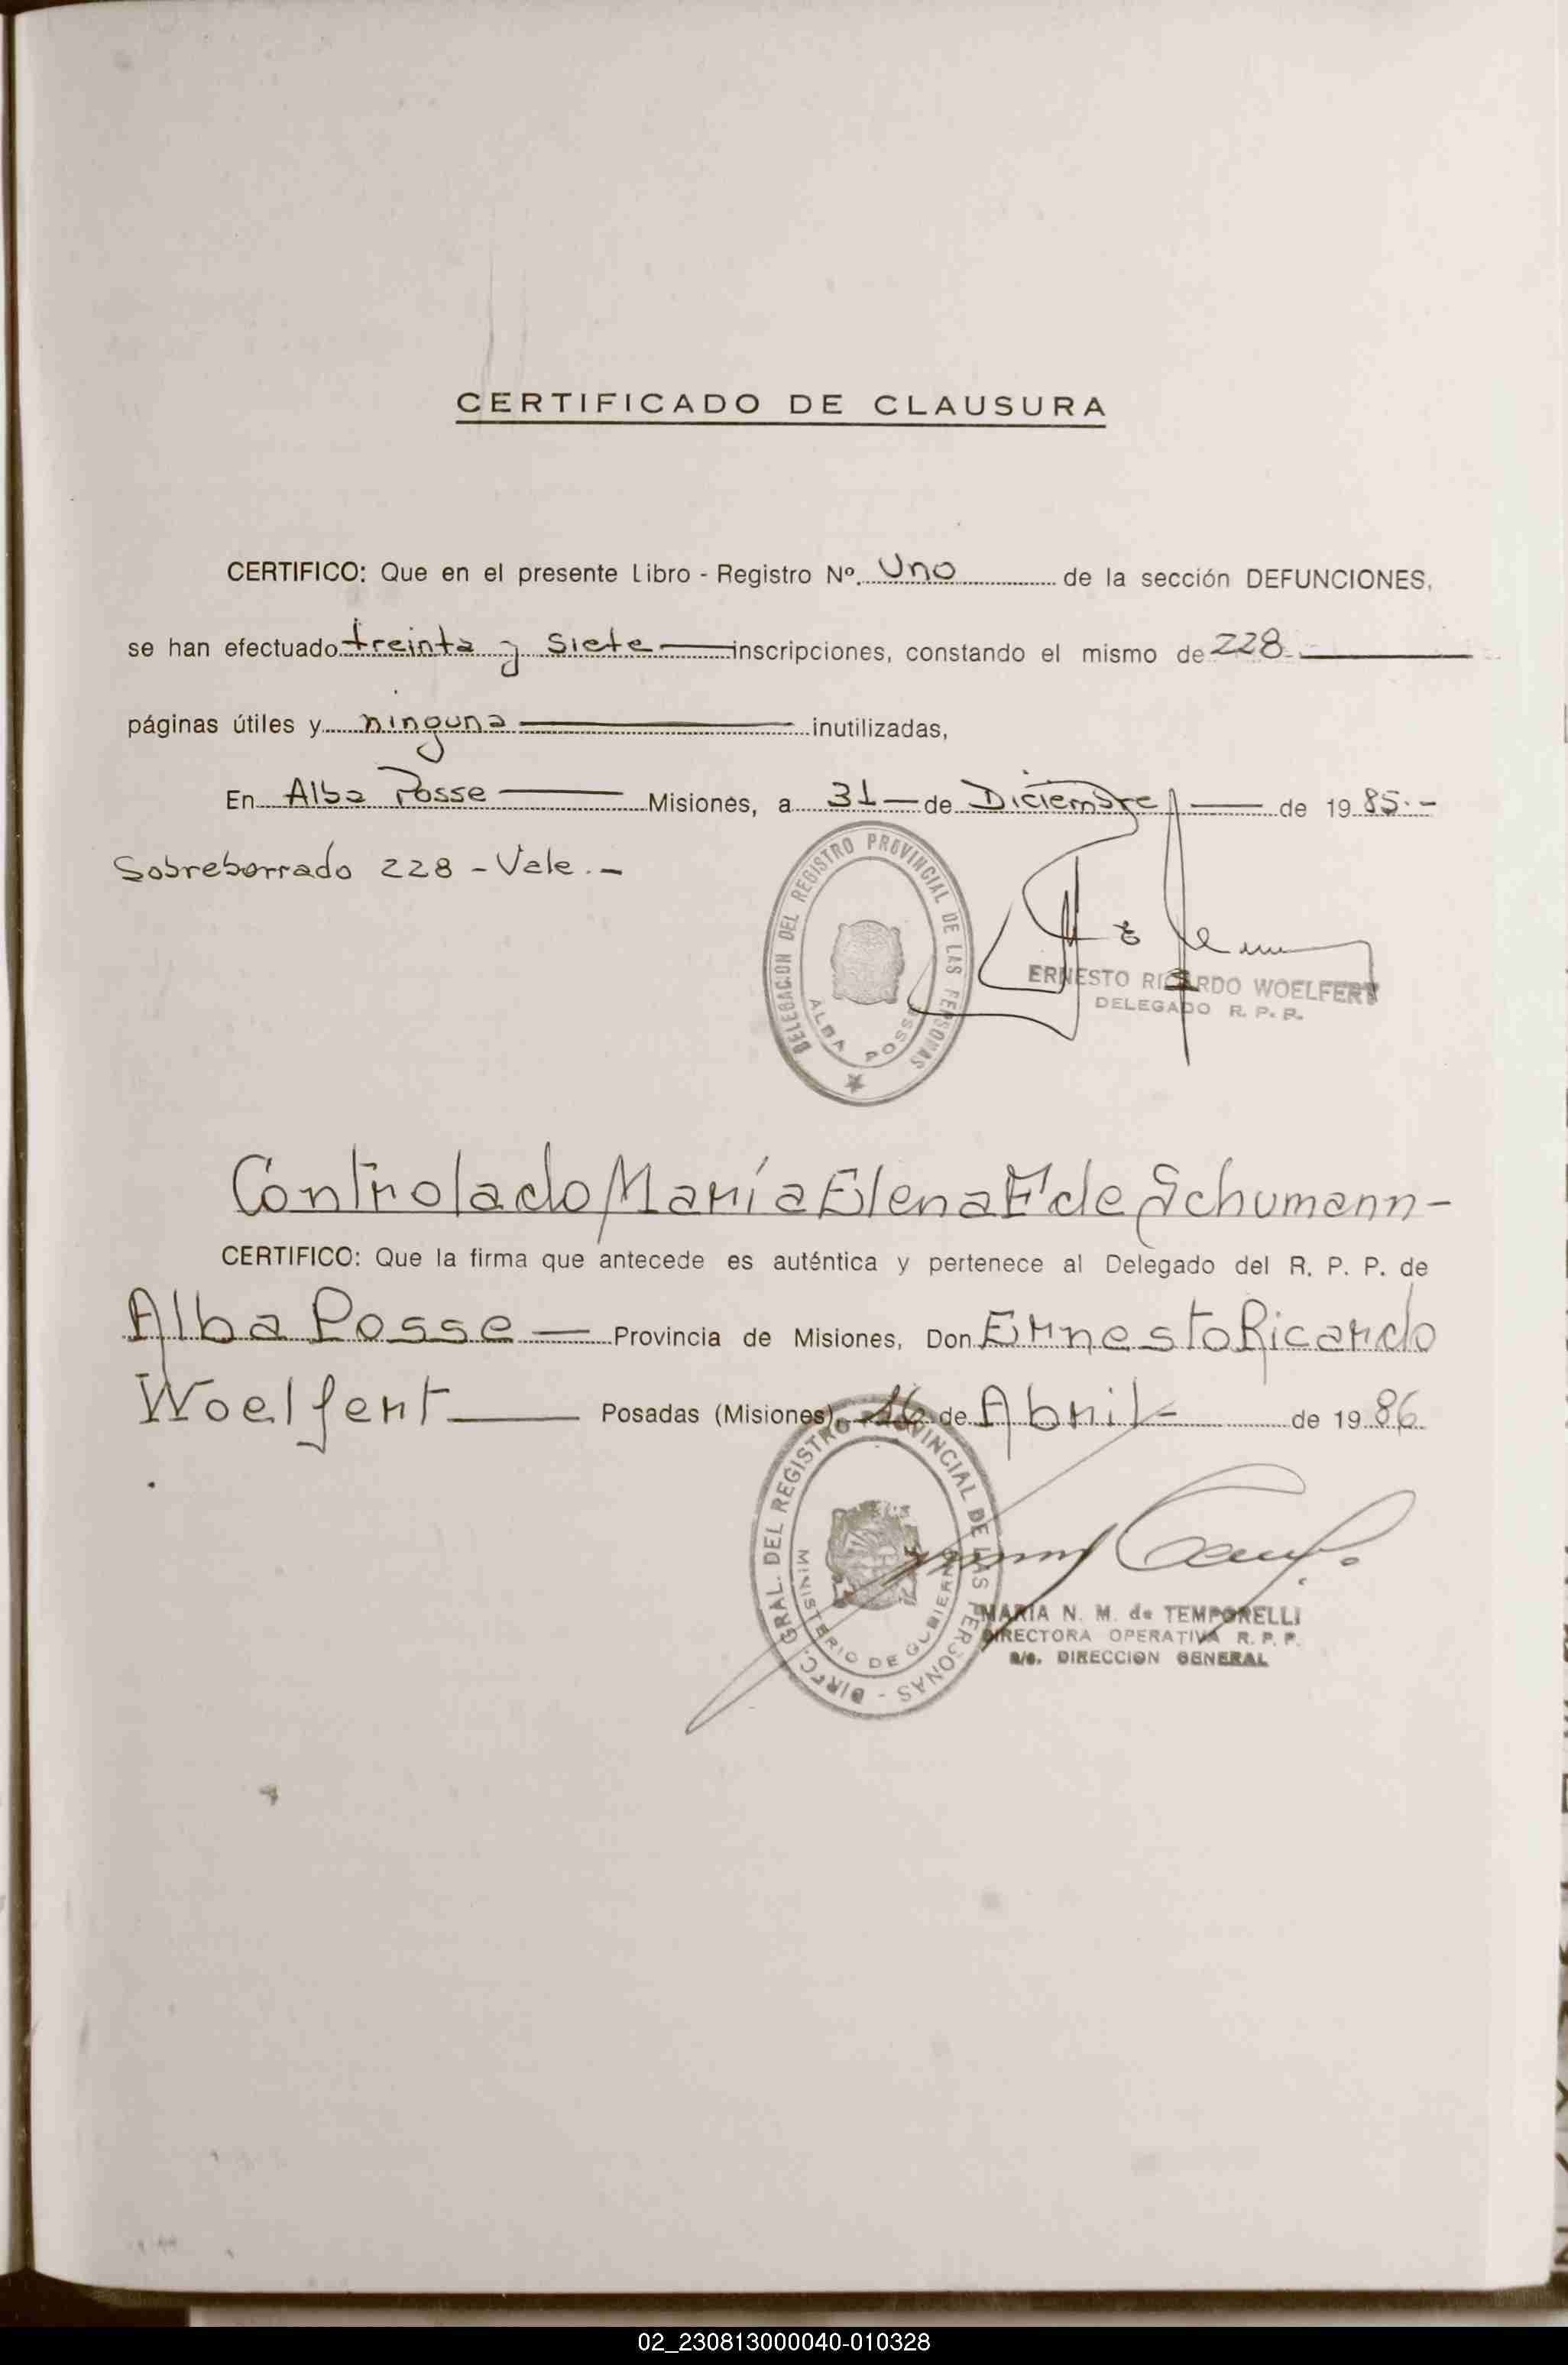 CERTIFICADO DE CLAUSURA
CERTIFICO: Que en el presente Libro - Registro Nº. Uno de la sección DEFUNCIONES,
se han efectuado treinta y siete inscripciones, constando el mismo de 228
páginas útiles y ninguna inutilizadas,
En Alba Posse Misiones, a 31 de Diciembre de 1985.-
Sobreborrado 228 - Vale.-
DELEGACION DEL REGISTRO PROVINCIAL DE LAS PERSONAS
ALBA POSSE
ERNESTO RICARDO WOELFERT
DELEGADO R. P. P.
Controlado María Elena F de Schumann-
CERTIFICO: Que la firma que antecede es auténtica y pertenece al Delegado del R. P. P. de
Alba Posse Provincia de Misiones, Don Ernesto Ricardo
Woelfert Posadas (Misiones), 16 de Abril de 1986
DIREC. GRAL. DEL REGISTRO PROVINCIAL DE LAS PERSONAS -
MINISTERIO DE GOBIERNO
MARIA N. M. de TEMPORELLI
DIRECTORA OPERATIVA R. P. P.
a/c. DIRECCION GENERAL
02_230813000040-010328